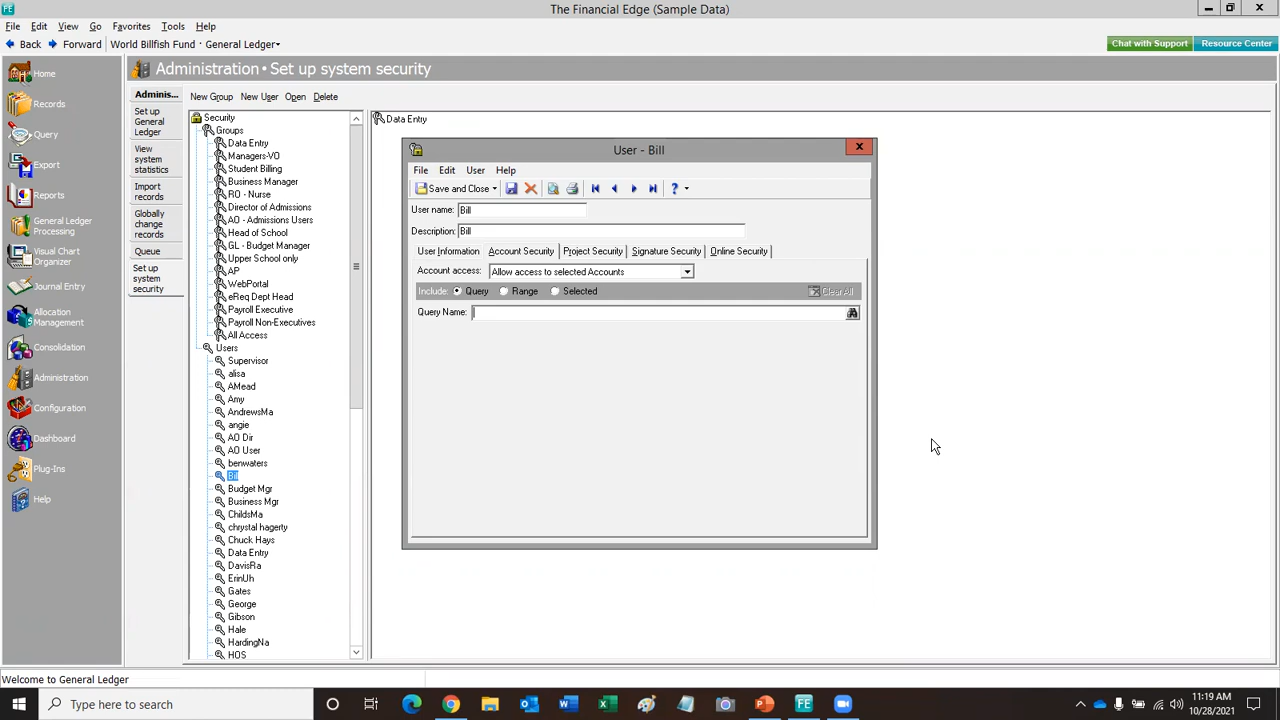 The Financial Edge (Sample Data)
File Edit View Go Favorites Tools Help
Back Forward World Billfish Fund · General Ledger
Chat with Support Resource Center
Administration • Set up system security
Home
Records
Query
Export
Reports
General Ledger
Processing
Visual Chart
Organizer
Journal Entry
Allocation
Management
Consolidation
Administration
Configuration
Dashboard
Plug-Ins
Help
Adminis...
Set up
General
Ledger
View
system
statistics
Import
records
Globally
change
records
Queue
Set up
system
security
New Group New User Open Delete
Security
Groups
Data Entry
Managers-VO
Student Billing
Business Manager
RO - Nurse
Director of Admissions
AO - Admissions Users
Head of School
GL - Budget Manager
Upper School only
AP
WebPortal
eReq Dept Head
Payroll Executive
Payroll Non-Executives
All Access
Users
Supervisor
alisa
AMead
Amy
AndrewsMa
angie
AO Dir
AO User
benwaters
Bill
Budget Mgr
Business Mgr
ChildsMa
chrystal hagerty
Chuck Hays
Data Entry
DavisRa
ErinUh
Gates
George
Gibson
Hale
HardingNa
HOS
Data Entry
User - Bill
File Edit User Help
Save and Close
User name: Bill
Description: Bill
User Information Account Security Project Security Signature Security Online Security
Account access: Allow access to selected Accounts
Include: Query Range Selected Clear All
Query Name:
Welcome to General Ledger
Type here to search
11:19 AM
10/28/2021